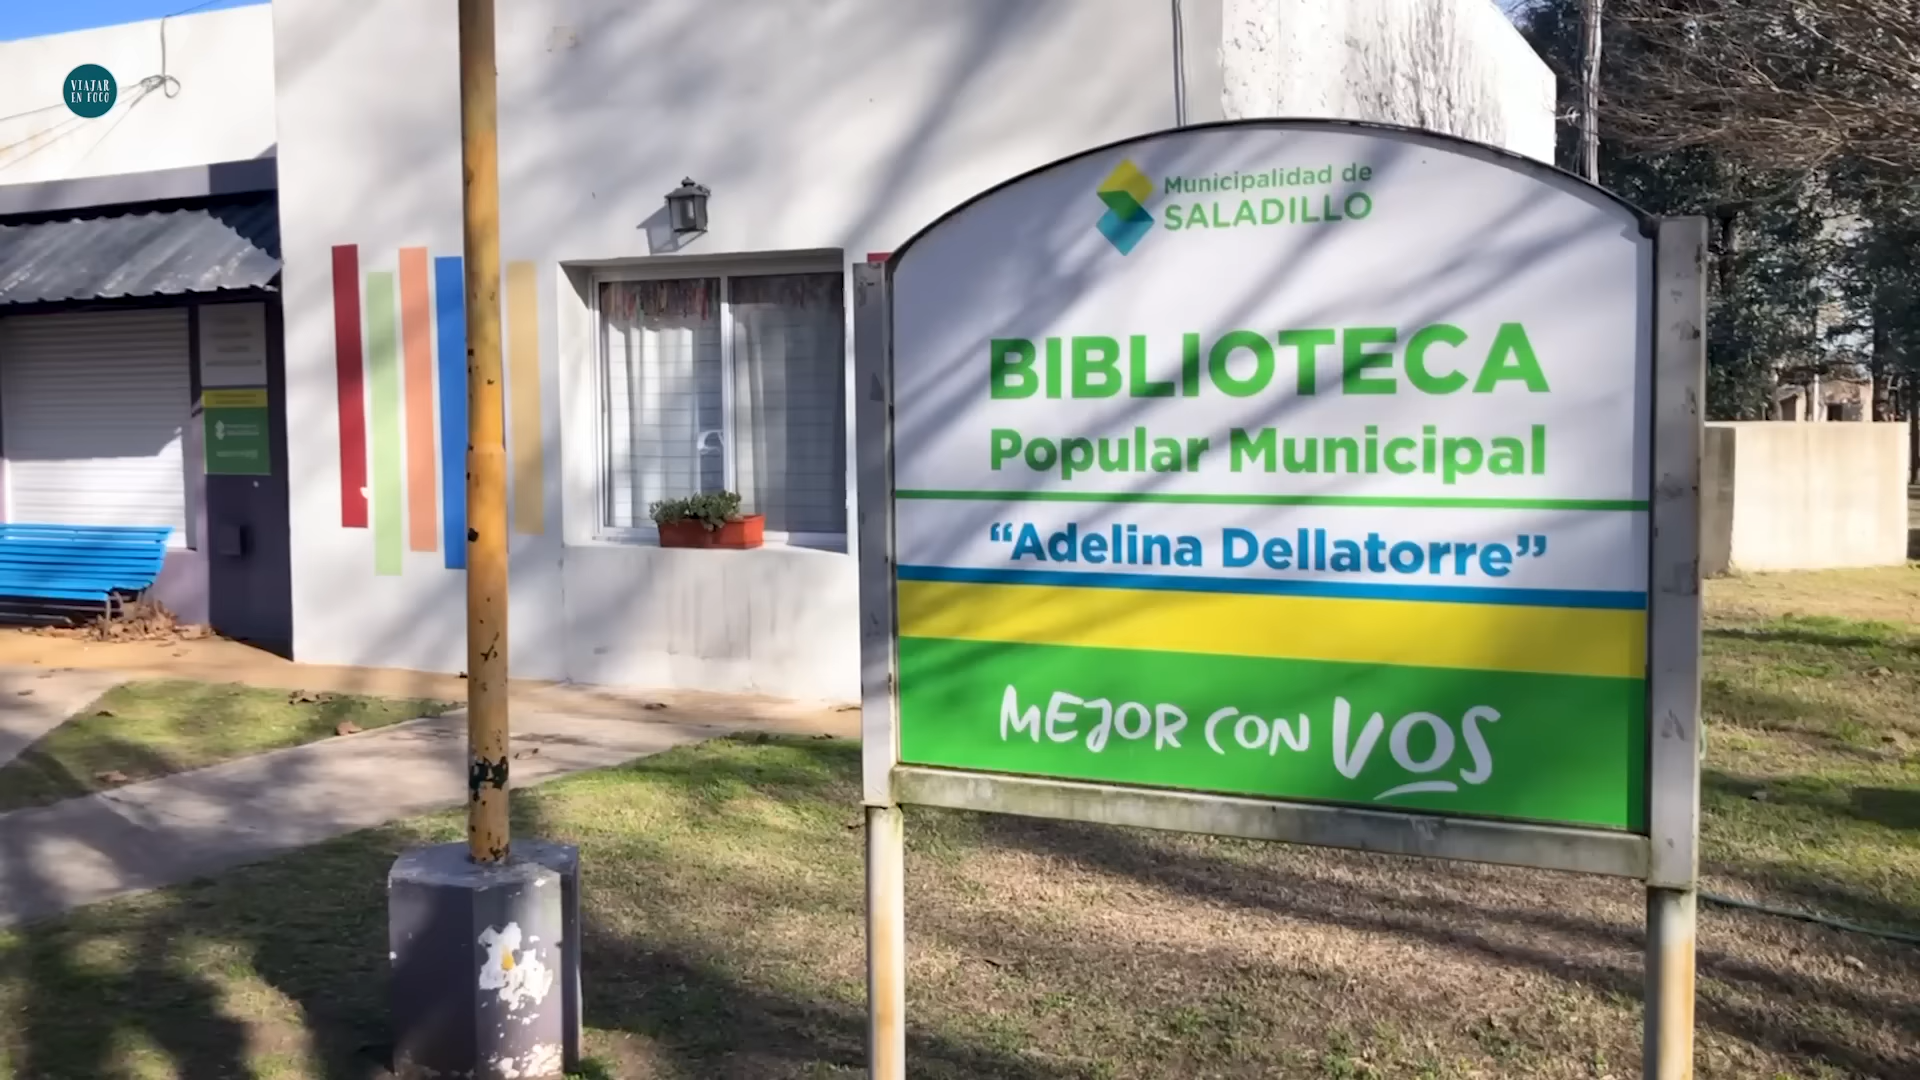 VIAJAR
EN FOCO
Municipalidad de
SALADILLO
BIBLIOTECA
Popular Municipal
“Adelina Dellatorre”
MEJOR CON VOS